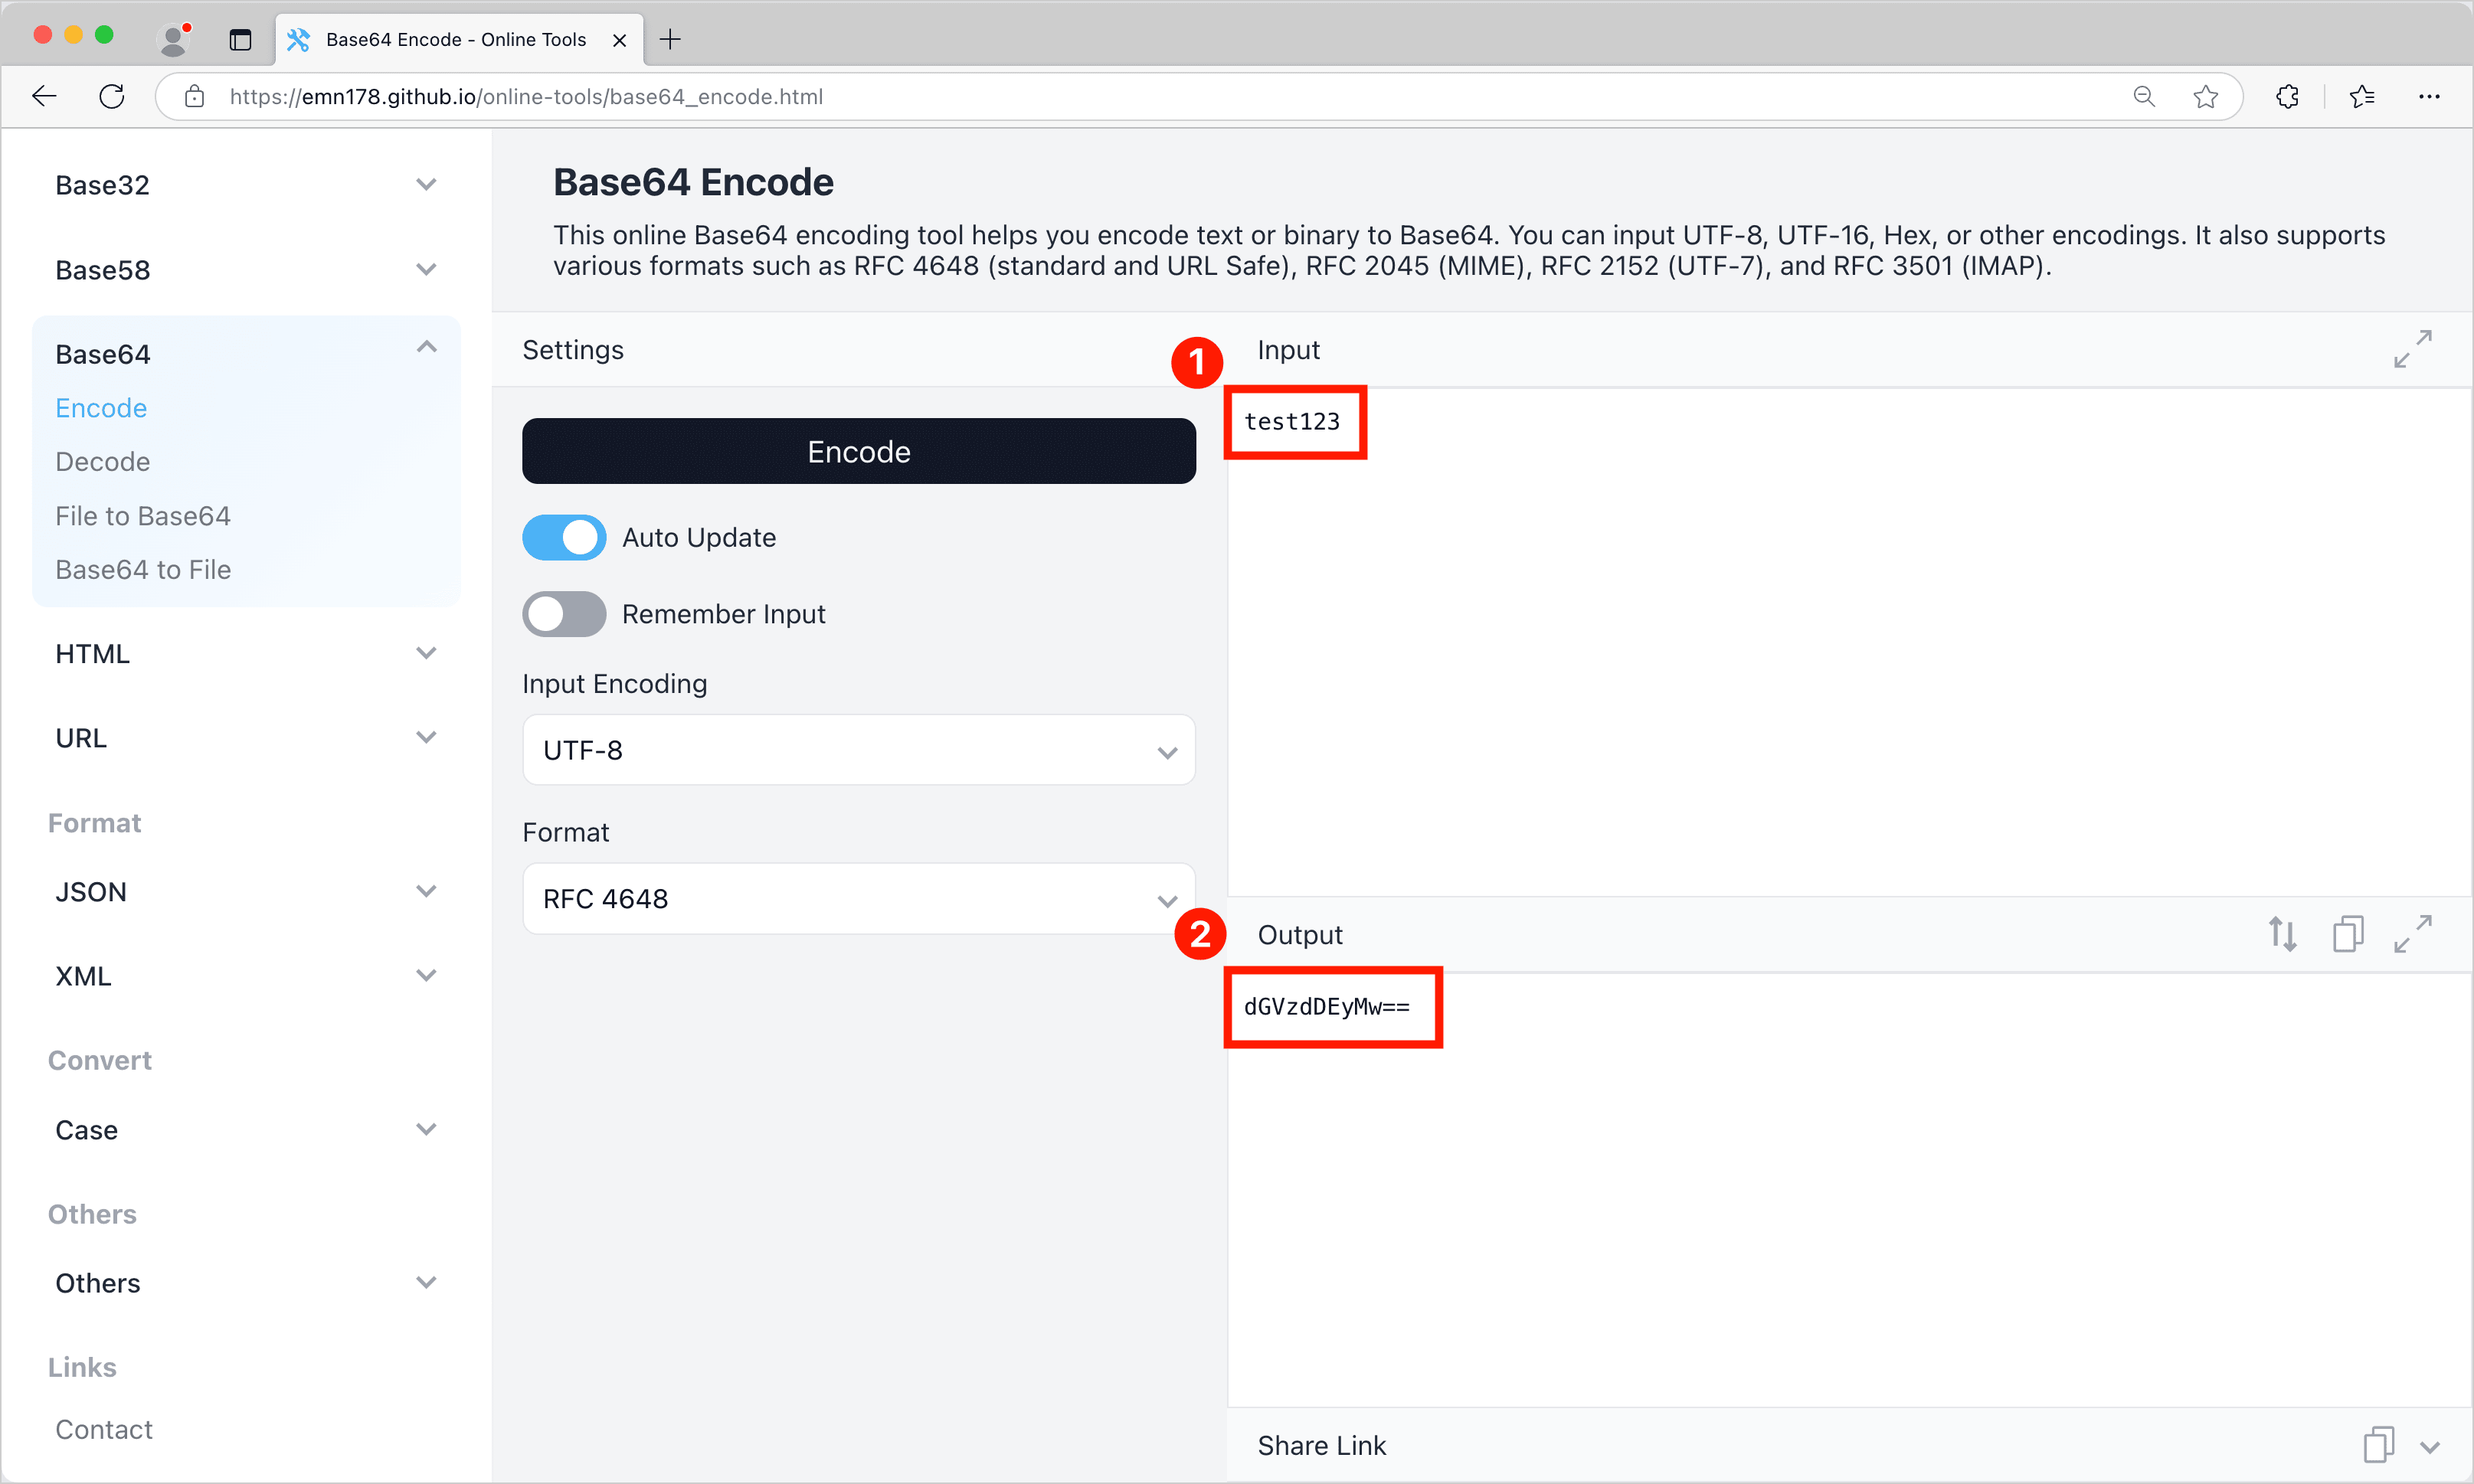 Base64 Encode - Online Tools
https://emn178.github.io/online-tools/base64_encode.html
Base32
Base58
Base64
Encode
Decode
File to Base64
Base64 to File
HTML
URL
Format
JSON
XML
Convert
Case
Others
Others
Links
Contact
Base64 Encode
This online Base64 encoding tool helps you encode text or binary to Base64. You can input UTF-8, UTF-16, Hex, or other encodings. It also supports
various formats such as RFC 4648 (standard and URL Safe), RFC 2045 (MIME), RFC 2152 (UTF-7), and RFC 3501 (IMAP).
Settings
Encode
Auto Update
Remember Input
Input Encoding
UTF-8
Format
RFC 4648
1
Input
test123
2
Output
dGVzdDEyMw==
Share Link